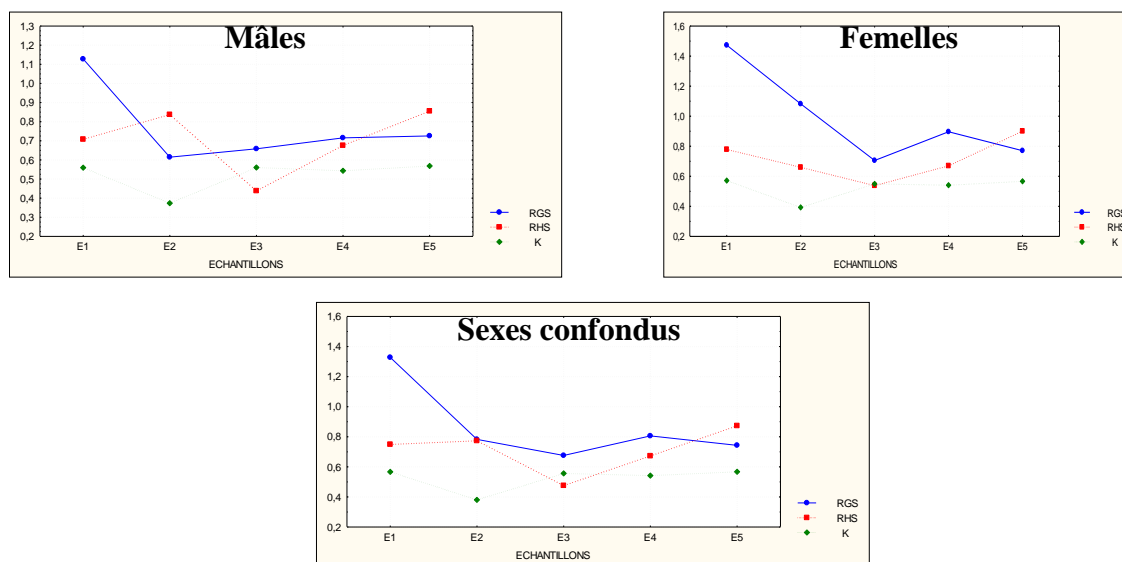 Mâles
1,3
1,2
1,1
1,0
0,9
0,8
0,7
0,6
0,5
0,4
0,3
0,2
E1 E2 E3 E4 E5
ECHANTILLONS
RGS
RHS
K
Femelles
1,6
1,4
1,2
1,0
0,8
0,6
0,4
0,2
E1 E2 E3 E4 E5
ECHANTILLONS
RGS
RHS
K
Sexes confondus
1,6
1,4
1,2
1,0
0,8
0,6
0,4
0,2
E1 E2 E3 E4 E5
ECHANTILLONS
RGS
RHS
K